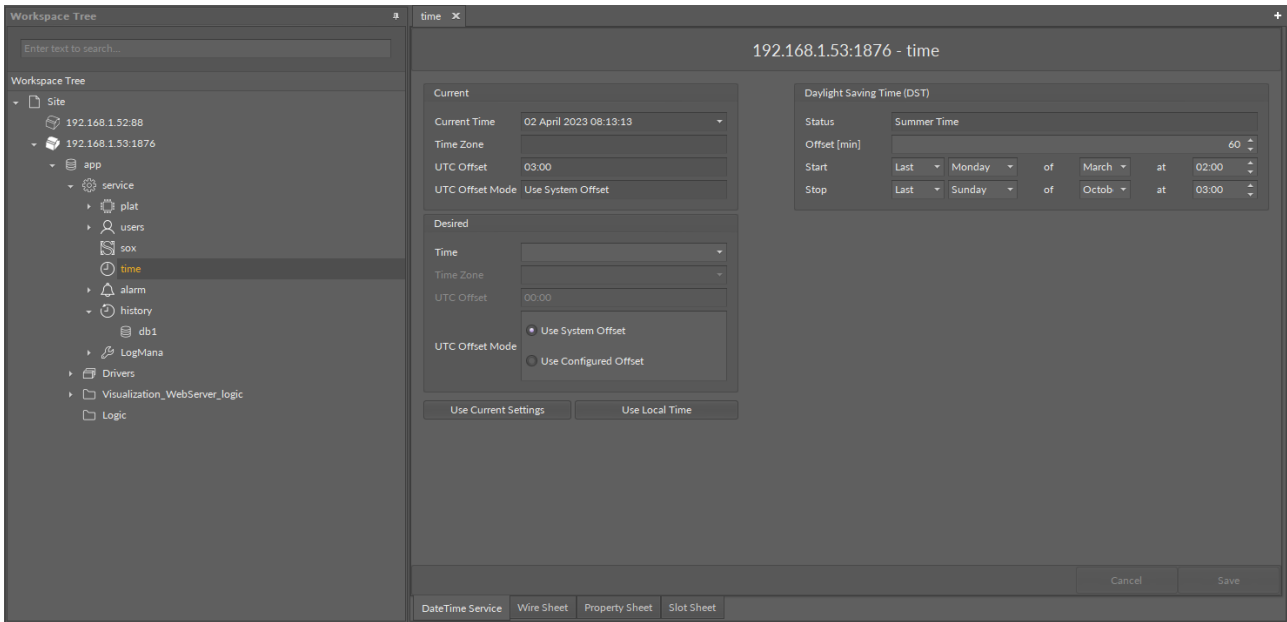 Workspace Tree
Enter text to search...
Workspace Tree
Site
192.168.1.52:88
192.168.1.53:1876
app
service
plat
users
sox
time
alarm
history
db1
LogMana
Drivers
Visualization_WebServer_logic
Logic
time
192.168.1.53:1876 - time
Current
Current Time 02 April 2023 08:13:13
Time Zone
UTC Offset 03:00
UTC Offset Mode Use System Offset
Desired
Time
Time Zone
UTC Offset 00:00
UTC Offset Mode
Use System Offset
Use Configured Offset
Use Current Settings Use Local Time
Daylight Saving Time (DST)
Status Summer Time
Offset [min] 60
Start Last Monday of March at 02:00
Stop Last Sunday of Octob at 03:00
Cancel Save
DateTime Service Wire Sheet Property Sheet Slot Sheet